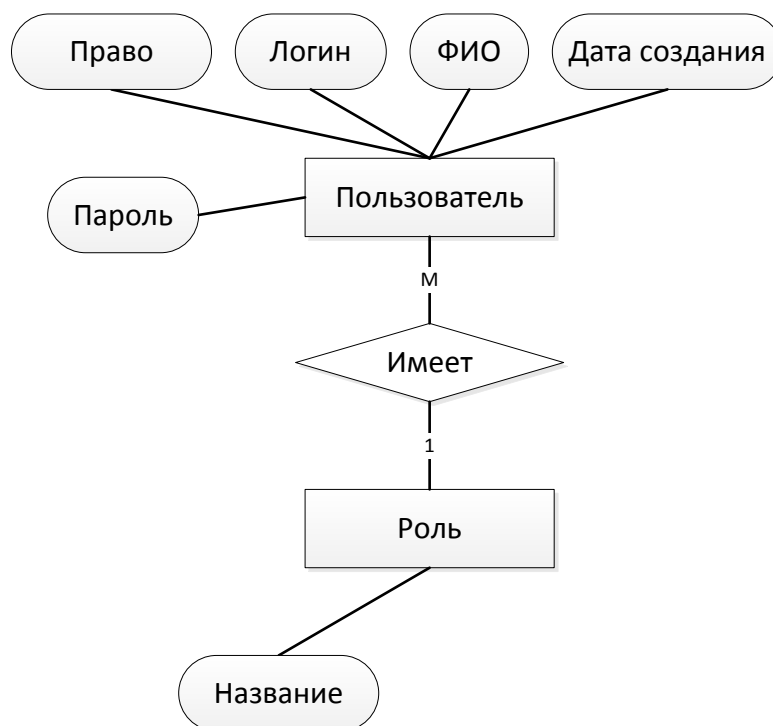 Право
Логин
ФИО
Дата создания
Пользователь
Пароль
М
Имеет
1
Роль
Название